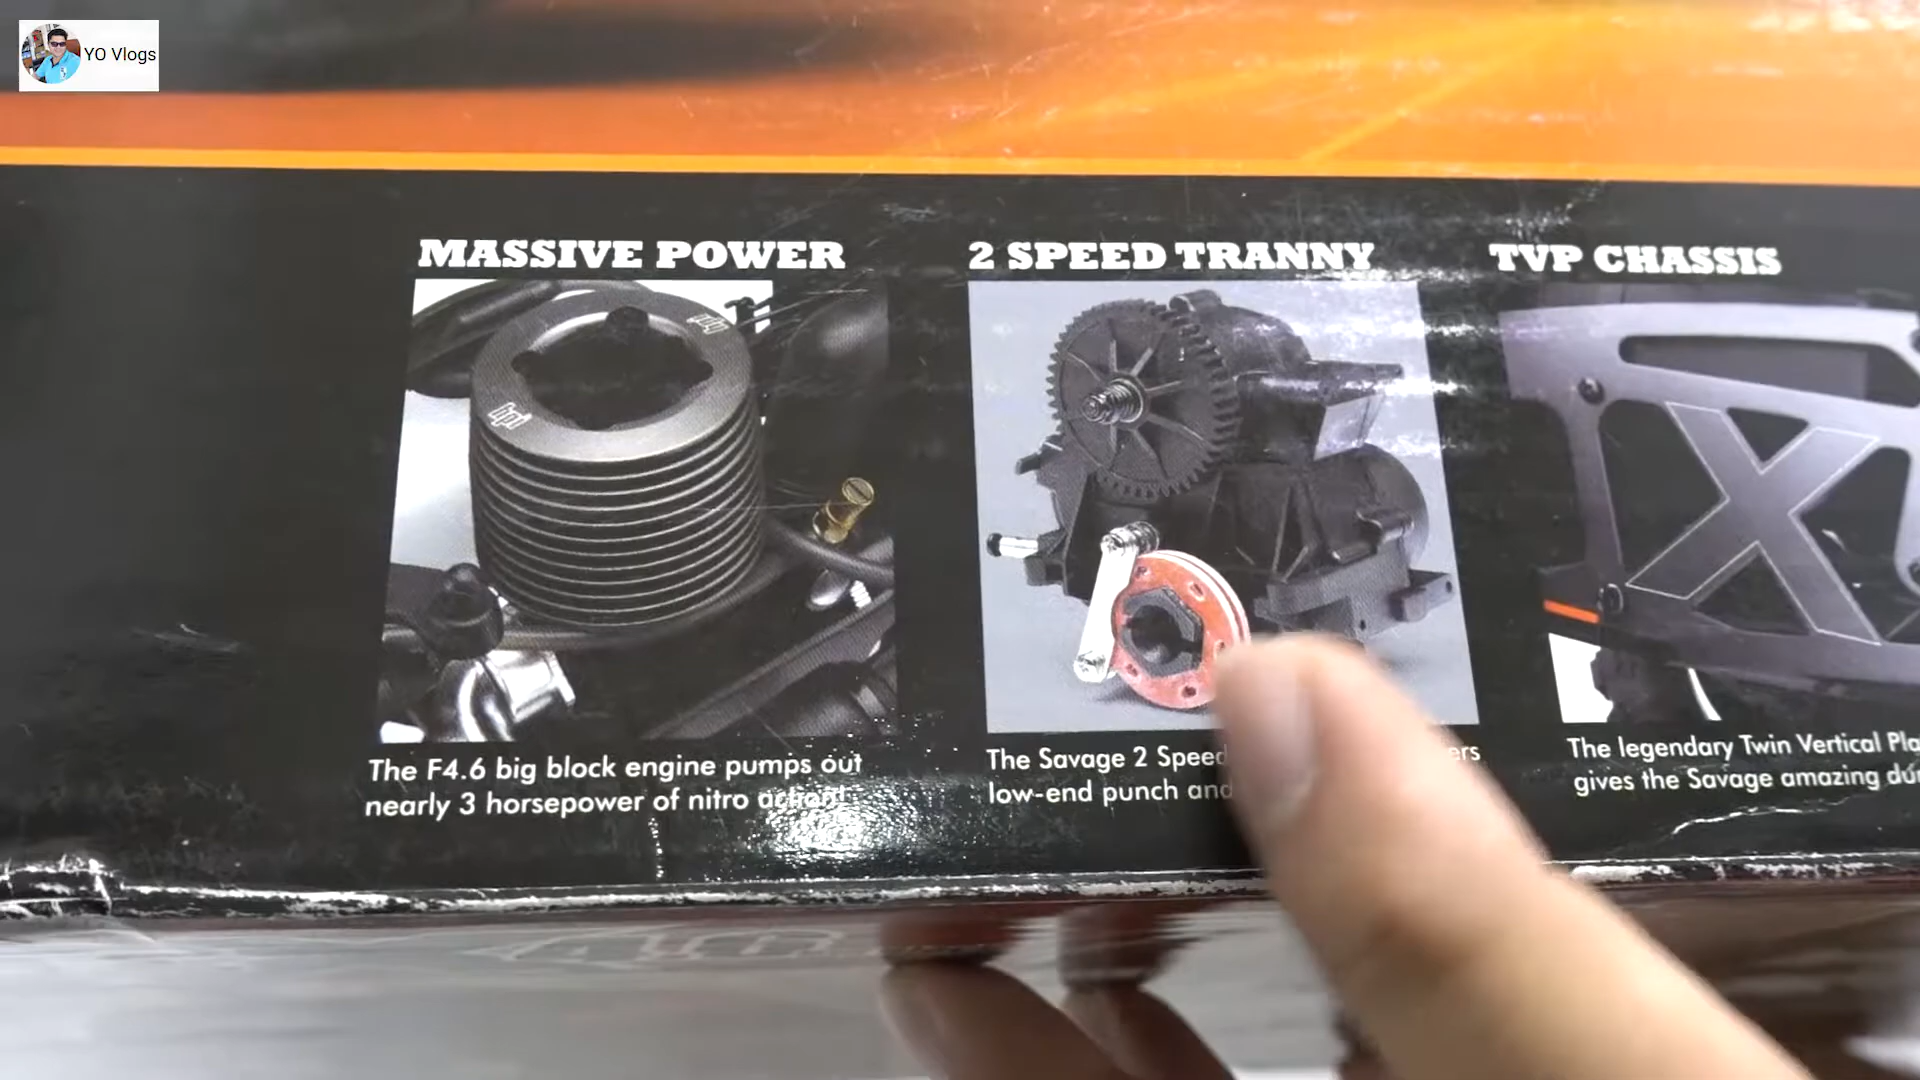 YO Vlogs
MASSIVE POWER
2 SPEED TRANNY
TVP CHASSIS
hpi
hpi
X
The F4.6 big block engine pumps out
nearly 3 horsepower of nitro action!
The Savage 2 Speed
low-end punch and
The legendary Twin Vertical
gives the Savage amazing